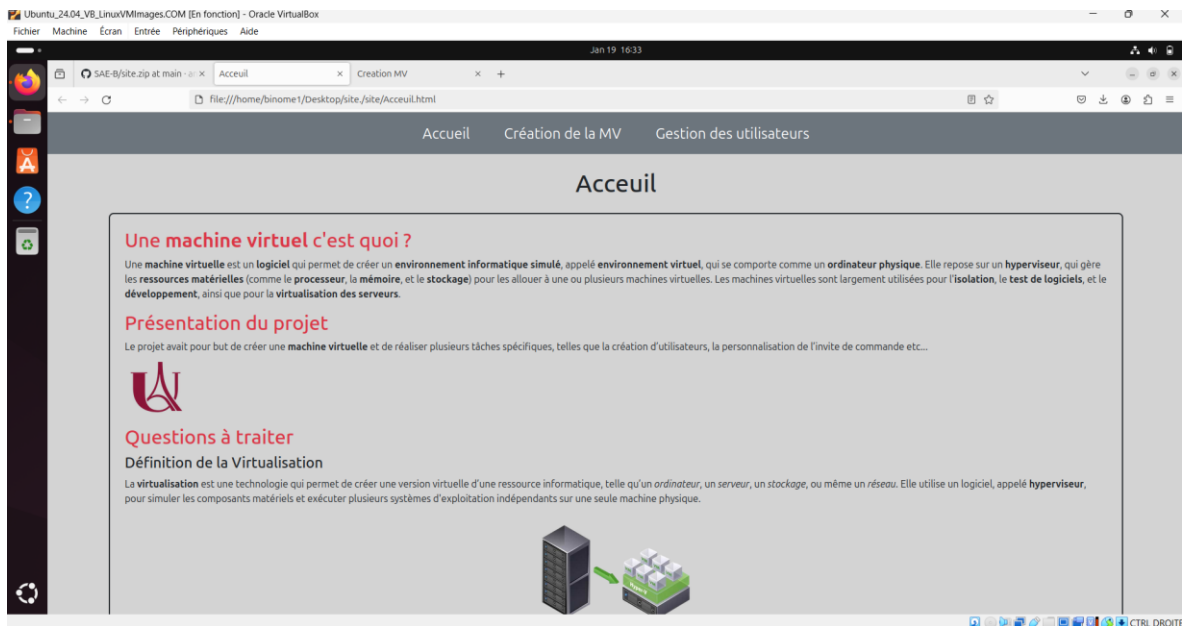 Ubuntu_24.04_VB_LinuxVMImages.COM [En fonction] - Oracle VirtualBox
Fichier Machine Écran Entrée Périphériques Aide
Jan 19 16:33
SAE-B/site.zip at main · a Acceuil Creation MV
file:///home/binome1/Desktop/site./site/Acceuil.html
Accueil Création de la MV Gestion des utilisateurs
Acceuil
Une machine virtuel c'est quoi ?
Une machine virtuelle est un logiciel qui permet de créer un environnement informatique simulé, appelé environnement virtuel, qui se comporte comme un ordinateur physique. Elle repose sur un hyperviseur, qui gère
les ressources matérielles (comme le processeur, la mémoire, et le stockage) pour les allouer à une ou plusieurs machines virtuelles. Les machines virtuelles sont largement utilisées pour l'isolation, le test de logiciels, et le
développement, ainsi que pour la virtualisation des serveurs.
Présentation du projet
Le projet avait pour but de créer une machine virtuelle et de réaliser plusieurs tâches spécifiques, telles que la création d'utilisateurs, la personnalisation de l'invite de commande etc...
Questions à traiter
Définition de la Virtualisation
La virtualisation est une technologie qui permet de créer une version virtuelle d'une ressource informatique, telle qu'un ordinateur, un serveur, un stockage, ou même un réseau. Elle utilise un logiciel, appelé hyperviseur,
pour simuler les composants matériels et exécuter plusieurs systèmes d'exploitation indépendants sur une seule machine physique.
CTRL DROITE